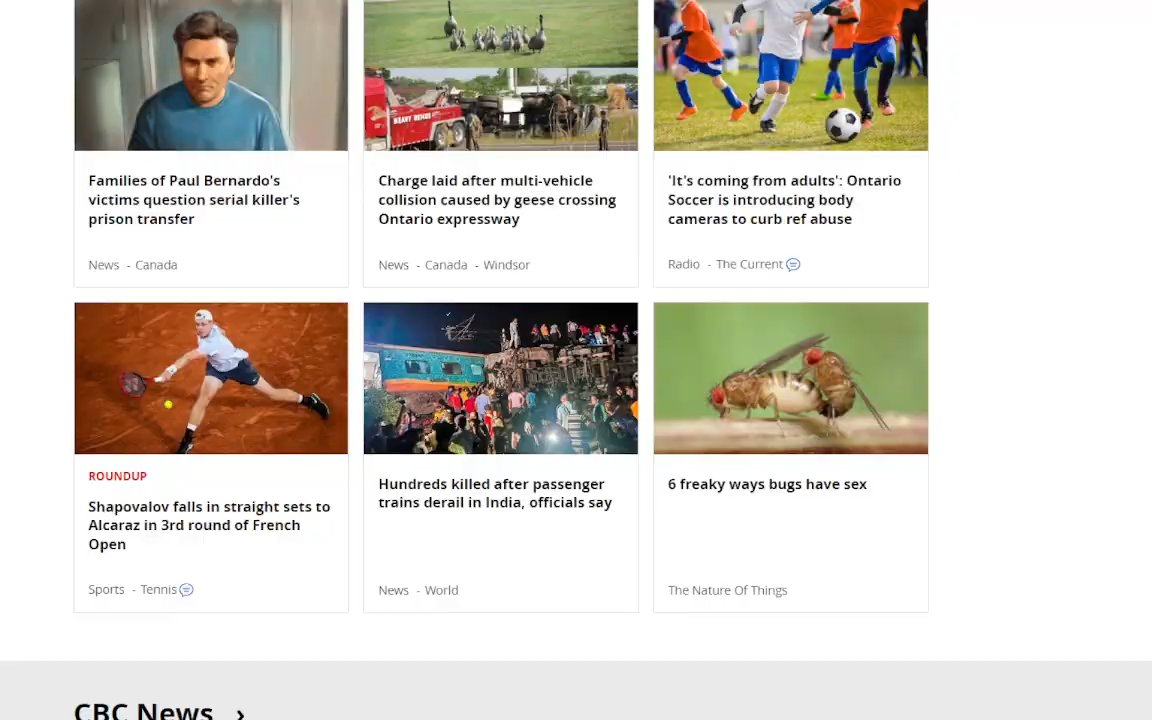 HEAVY RESCUE
Families of Paul Bernardo's
victims question serial killer's
prison transfer
News - Canada
Charge laid after multi-vehicle
collision caused by geese crossing
Ontario expressway
News - Canada - Windsor
'It's coming from adults': Ontario
Soccer is introducing body
cameras to curb ref abuse
Radio - The Current
ROUNDUP
Shapovalov falls in straight sets to
Alcaraz in 3rd round of French
Open
Sports - Tennis
Hundreds killed after passenger
trains derail in India, officials say
News - World
6 freaky ways bugs have sex
The Nature Of Things
CBC News ›